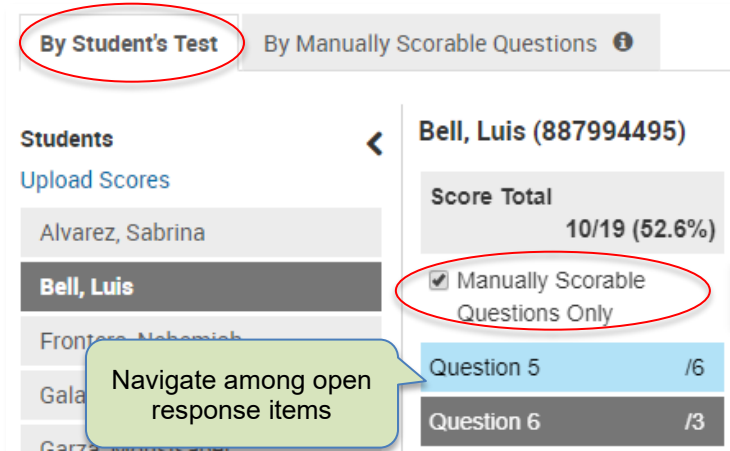 By Student's Test By Manually Scorable Questions
Students
Upload Scores
Alvarez, Sabrina
Bell, Luis
Gala
Bell, Luis (887994495)
Score Total
10/19 (52.6%)
Manually Scorable
Questions Only
Question 5 /6
Question 6 /3
Navigate among open
response items